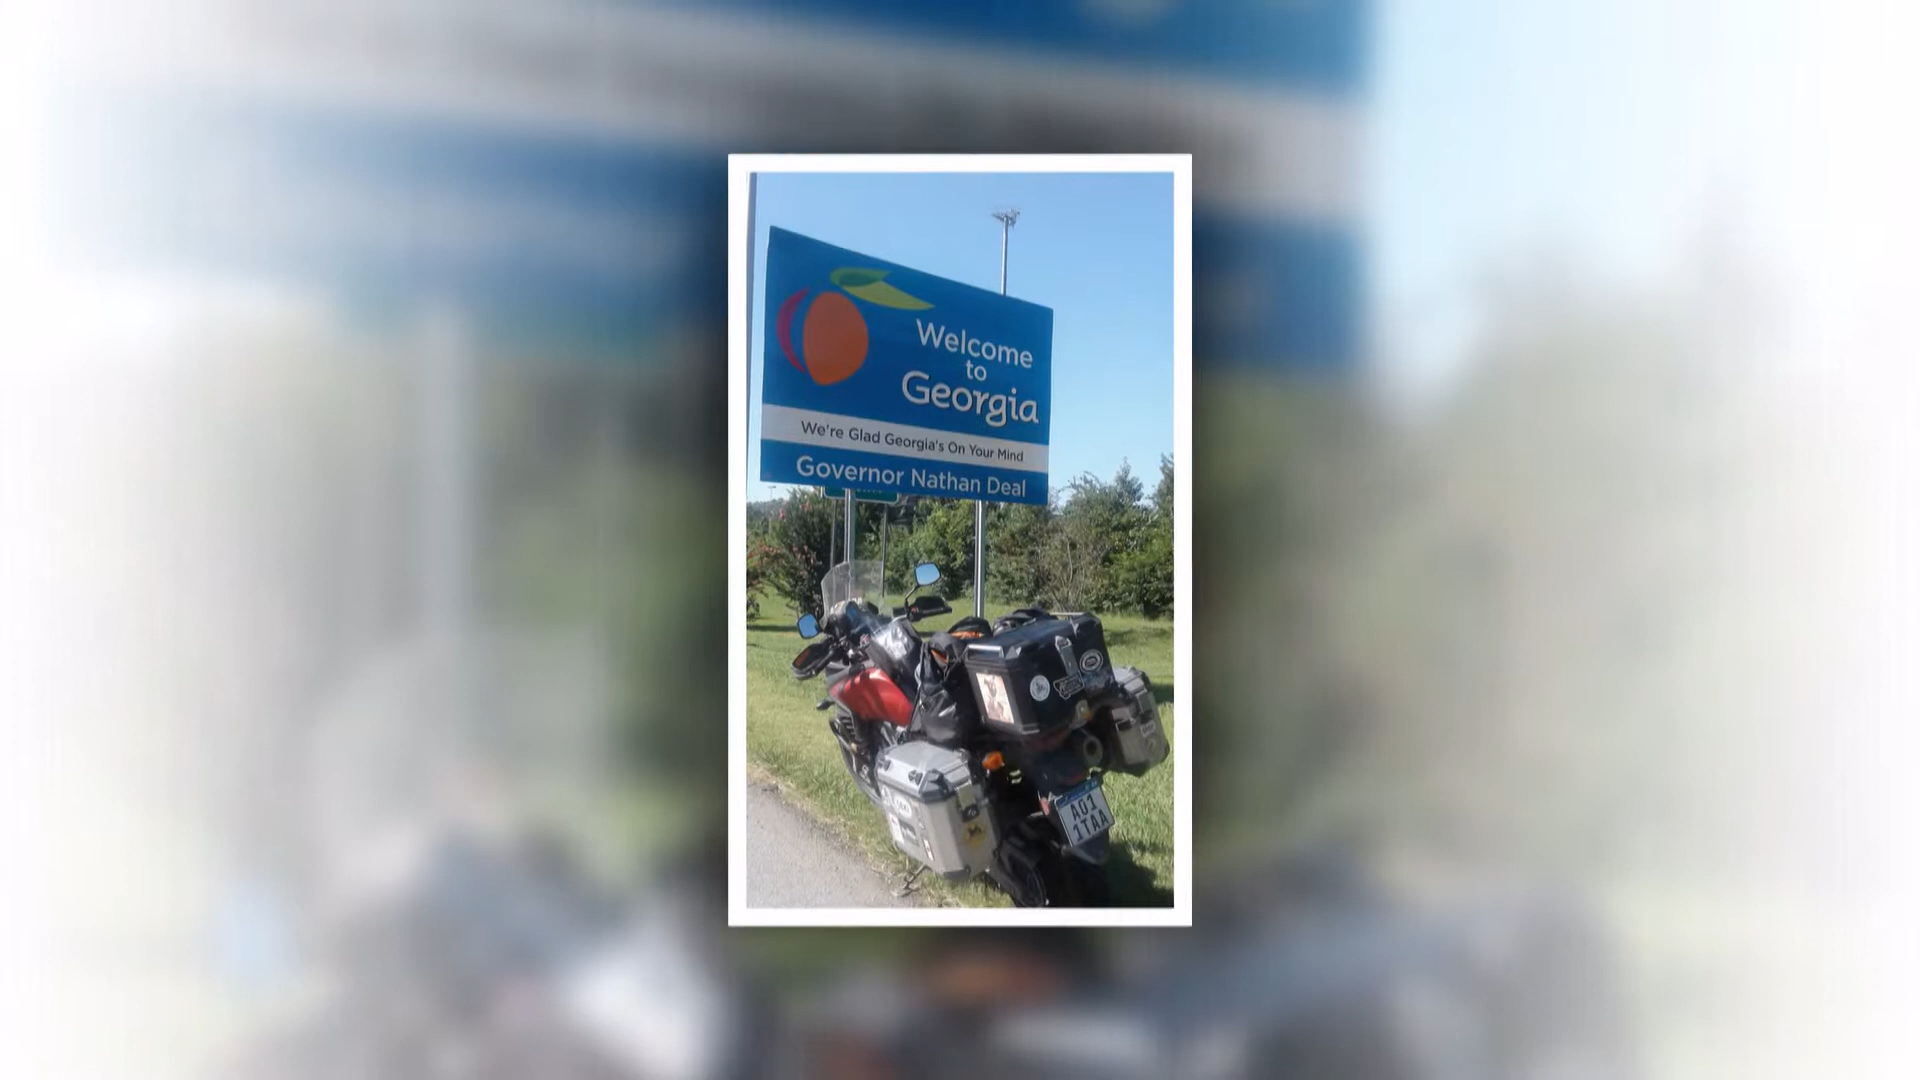 Welcome
to
Georgia
We're Glad Georgia's On Your Mind
Governor Nathan Deal
A01
1TAA